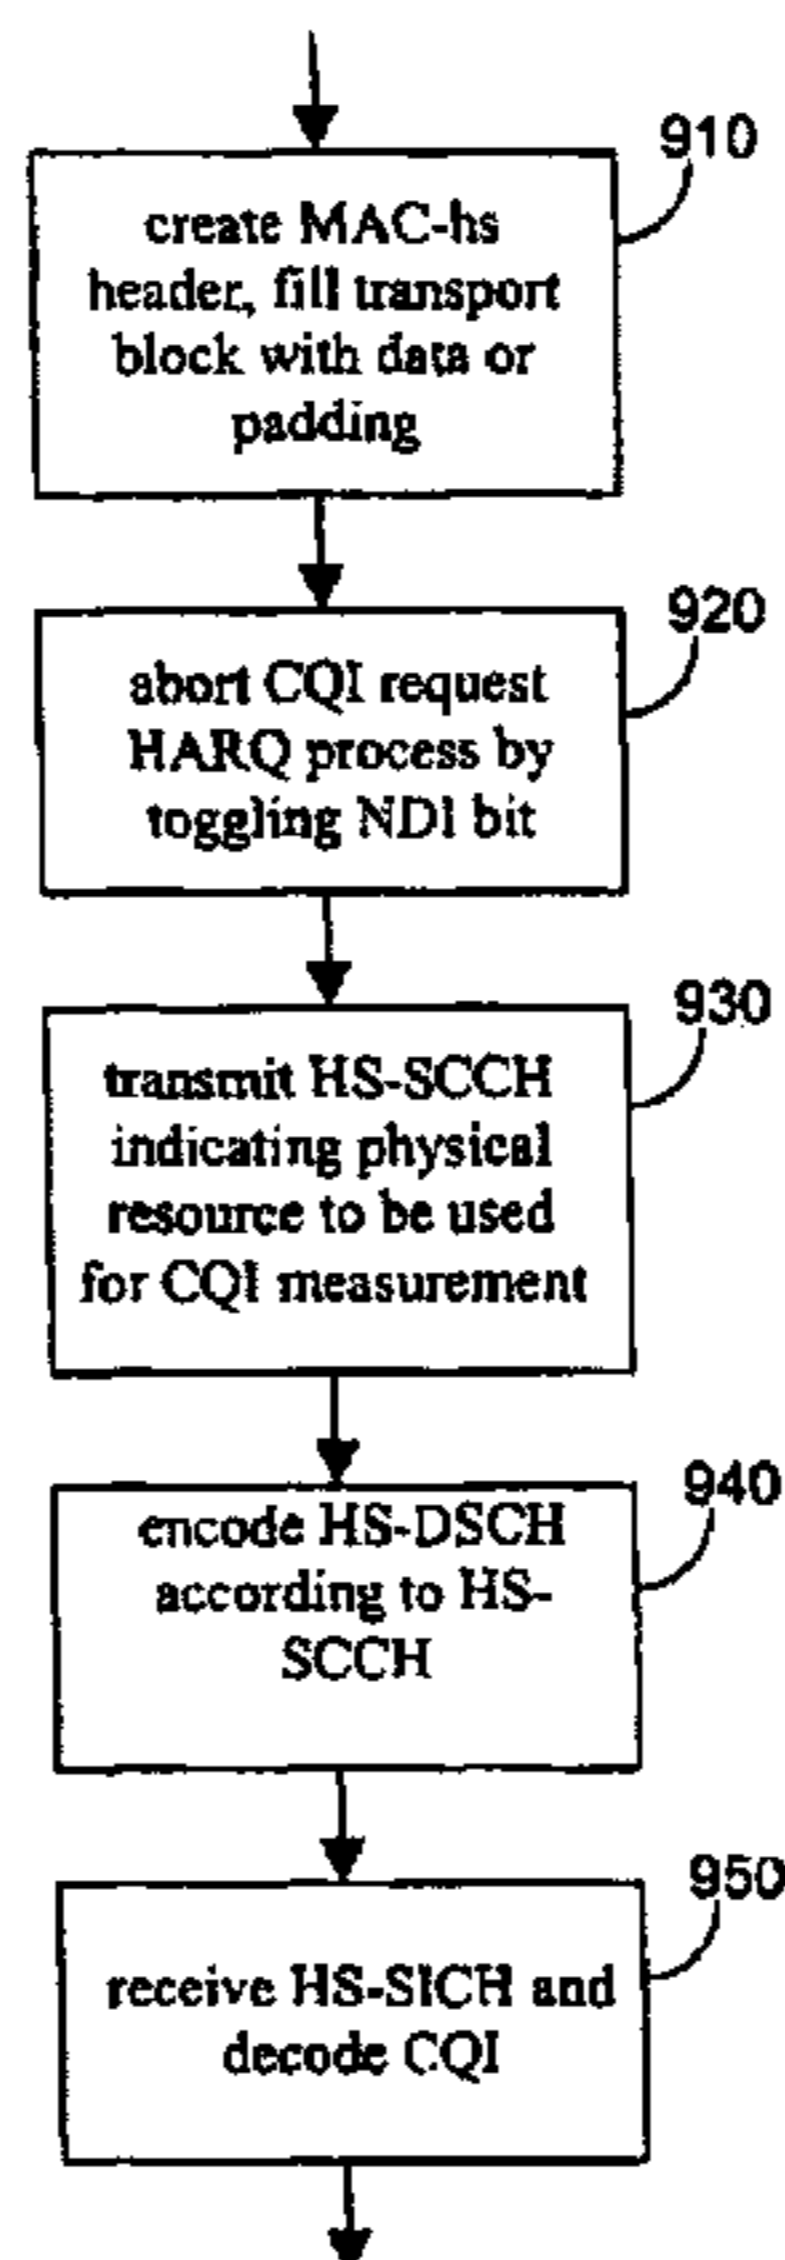 910
create MAC-hs
header, fill transport
block with data or
padding
920
abort CQI request
HARQ process by
toggling NDI bit
930
transmit HS-SCCH
indicating physical
resource to be used
for CQI measurement
940
encode HS-DSCH
according to HS-
SCCH
950
receive HS-SICH and
decode CQI